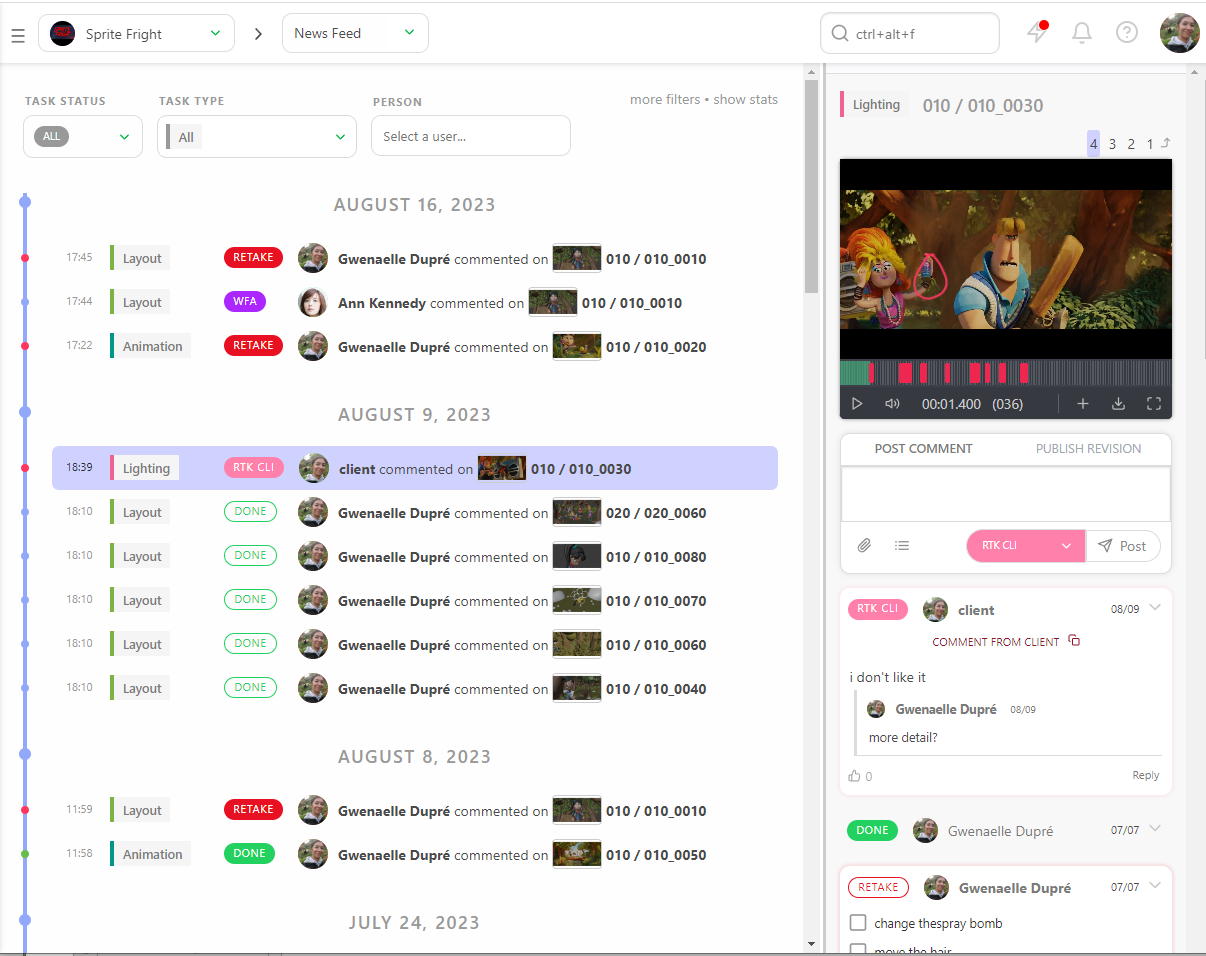 Sprite Fright
News Feed
ctrl+alt+f
TASK STATUS
TASK TYPE
PERSON
more filters • show stats
ALL
All
Select a user...
AUGUST 16, 2023
17:45 Layout RETAKE Gwenaelle Dupré commented on 010 / 010_0010
17:44 Layout WFA Ann Kennedy commented on 010 / 010_0010
17:22 Animation RETAKE Gwenaelle Dupré commented on 010 / 010_0020
AUGUST 9, 2023
18:39 Lighting RTK CLI client commented on 010 / 010_0030
18:10 Layout DONE Gwenaelle Dupré commented on 020 / 020_0060
18:10 Layout DONE Gwenaelle Dupré commented on 010 / 010_0080
18:10 Layout DONE Gwenaelle Dupré commented on 010 / 010_0070
18:10 Layout DONE Gwenaelle Dupré commented on 010 / 010_0060
18:10 Layout DONE Gwenaelle Dupré commented on 010 / 010_0040
AUGUST 8, 2023
11:59 Layout RETAKE Gwenaelle Dupré commented on 010 / 010_0010
11:58 Animation DONE Gwenaelle Dupré commented on 010 / 010_0050
JULY 24, 2023
Lighting 010 / 010_0030
4 3 2 1
00:01.400 (036)
POST COMMENT PUBLISH REVISION
RTK CLI Post
RTK CLI client 08/09
COMMENT FROM CLIENT
i don't like it
Gwenaelle Dupré 08/09
more detail?
0 Reply
DONE Gwenaelle Dupré 07/07
RETAKE Gwenaelle Dupré 07/07
change thespray bomb
move the hair